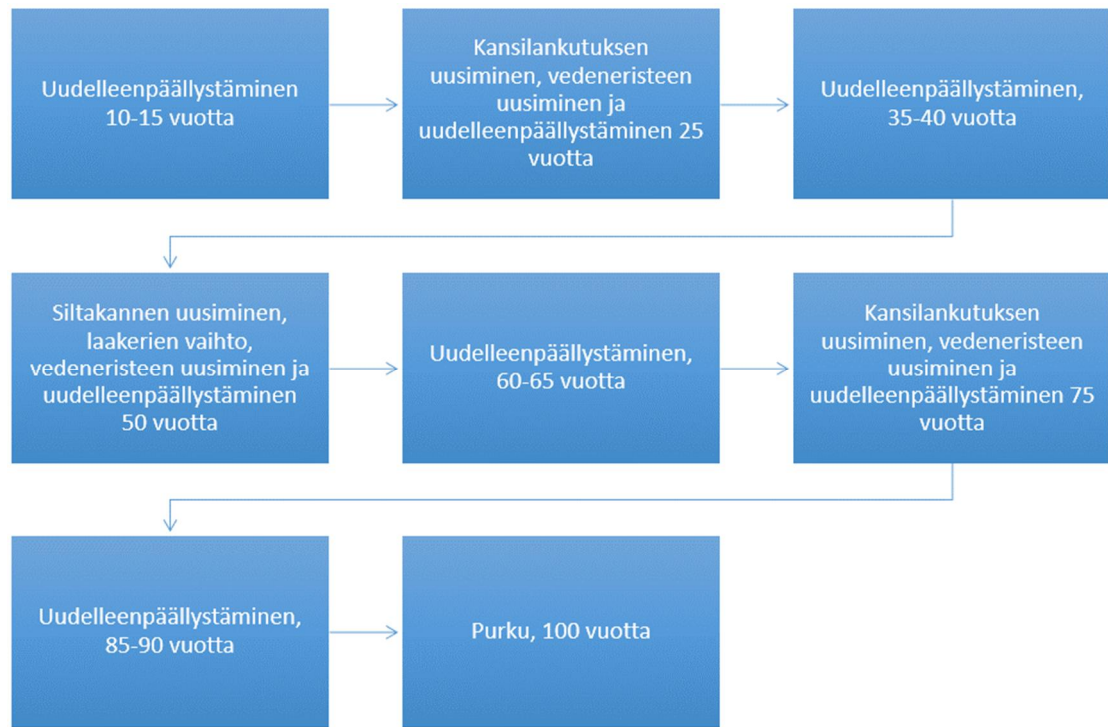 Uudelleenpäällystäminen
10-15 vuotta
Kansilankutuksen
uusiminen, vedeneristeen
uusiminen ja
uudelleenpäällystäminen 25
vuotta
Uudelleenpäällystäminen,
35-40 vuotta
Siltakannen uusiminen,
laakerien vaihto,
vedeneristeen uusiminen ja
uudelleenpäällystäminen
50 vuotta
Uudelleenpäällystäminen,
60-65 vuotta
Kansilankutuksen
uusiminen, vedeneristeen
uusiminen ja
uudelleenpäällystäminen 75
vuotta
Uudelleenpäällystäminen,
85-90 vuotta
Purku, 100 vuotta